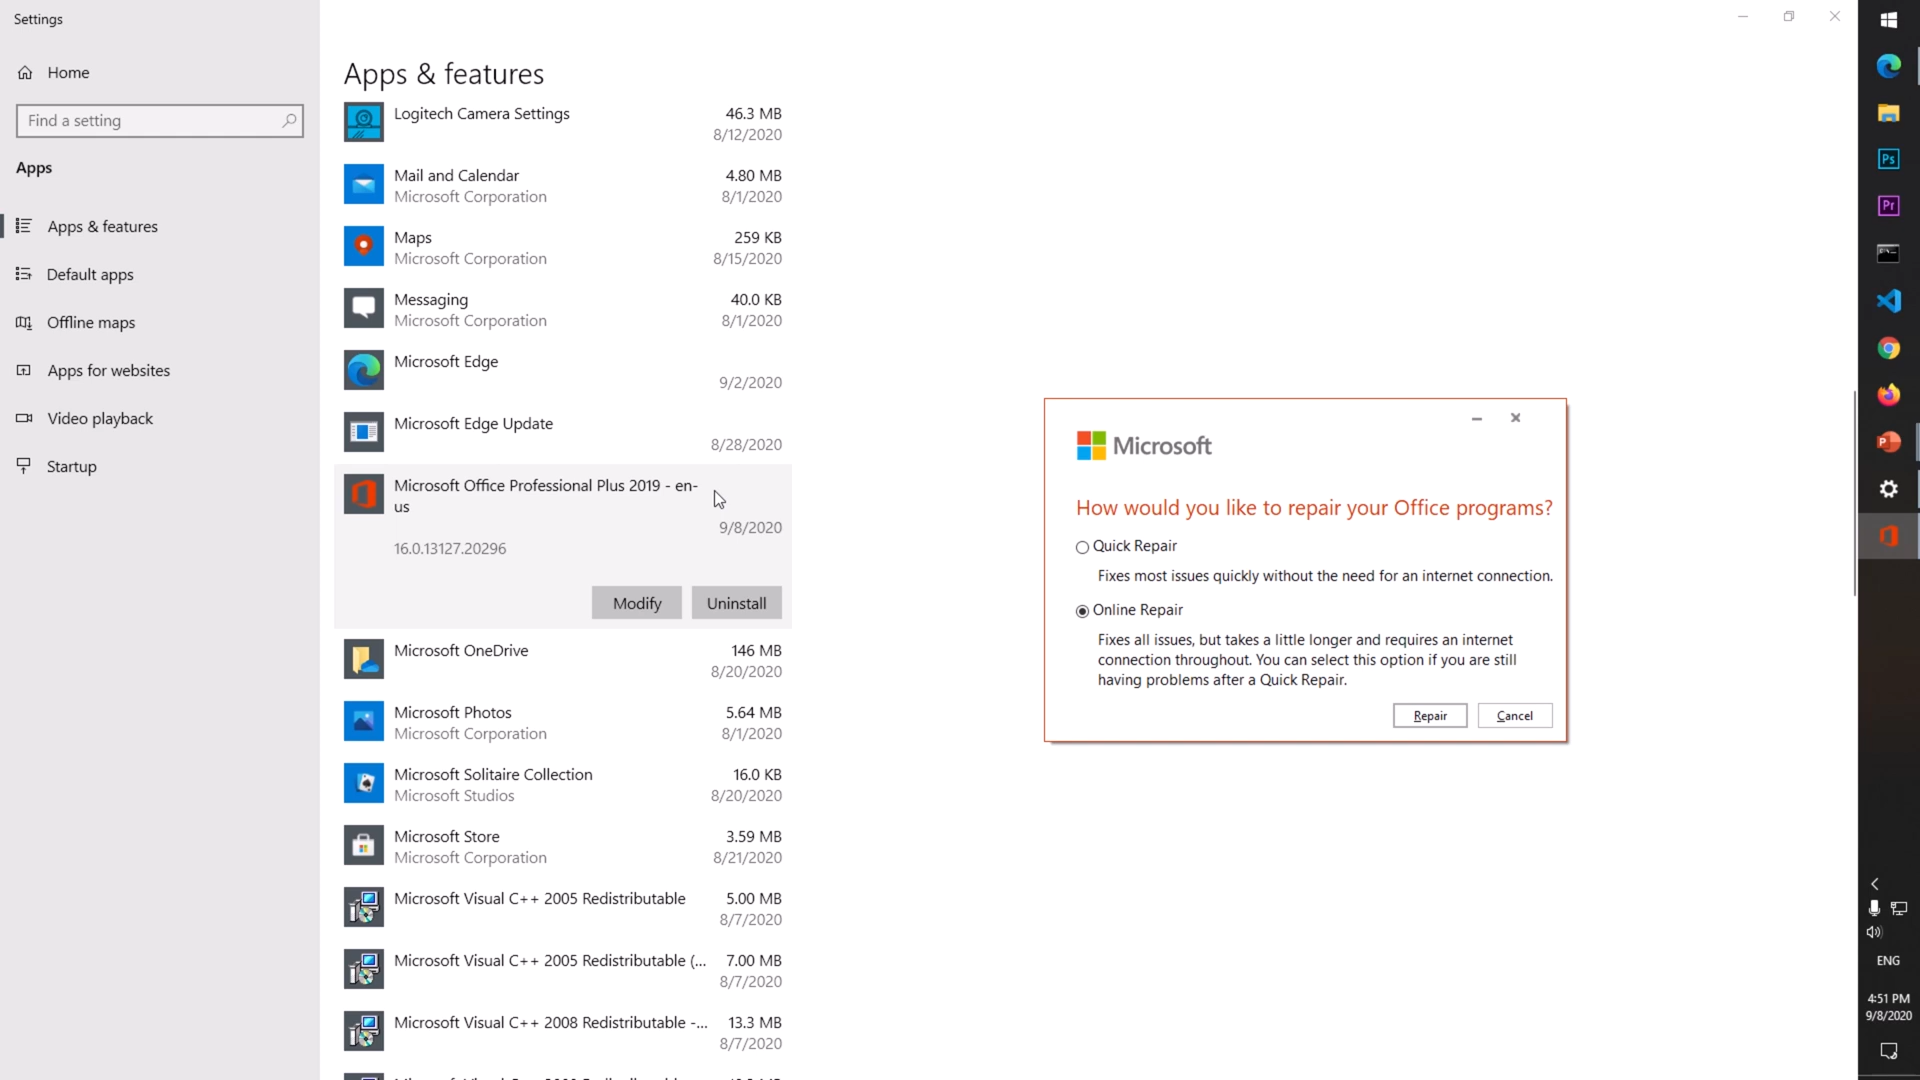 Settings
Home
Find a setting
Apps
Apps & features
Default apps
Offline maps
Apps for websites
Video playback
Startup
Apps & features
Logitech Camera Settings 46.3 MB
8/12/2020
Mail and Calendar 4.80 MB
Microsoft Corporation 8/1/2020
Maps 259 KB
Microsoft Corporation 8/15/2020
Messaging 40.0 KB
Microsoft Corporation 8/1/2020
Microsoft Edge
9/2/2020
Microsoft Edge Update
8/28/2020
Microsoft Office Professional Plus 2019 - en-
us
9/8/2020
16.0.13127.20296
Modify Uninstall
Microsoft OneDrive 146 MB
8/20/2020
Microsoft Photos 5.64 MB
Microsoft Corporation 8/1/2020
Microsoft Solitaire Collection 16.0 KB
Microsoft Studios 8/20/2020
Microsoft Store 3.59 MB
Microsoft Corporation 8/21/2020
Microsoft Visual C++ 2005 Redistributable 5.00 MB
8/7/2020
Microsoft Visual C++ 2005 Redistributable (... 7.00 MB
8/7/2020
Microsoft Visual C++ 2008 Redistributable -... 13.3 MB
8/7/2020
Microsoft
How would you like to repair your Office programs?
Quick Repair
Fixes most issues quickly without the need for an internet connection.
Online Repair
Fixes all issues, but takes a little longer and requires an internet
connection throughout. You can select this option if you are still
having problems after a Quick Repair.
Repair Cancel
Ps
Pr
P
ENG
4:51 PM
9/8/2020